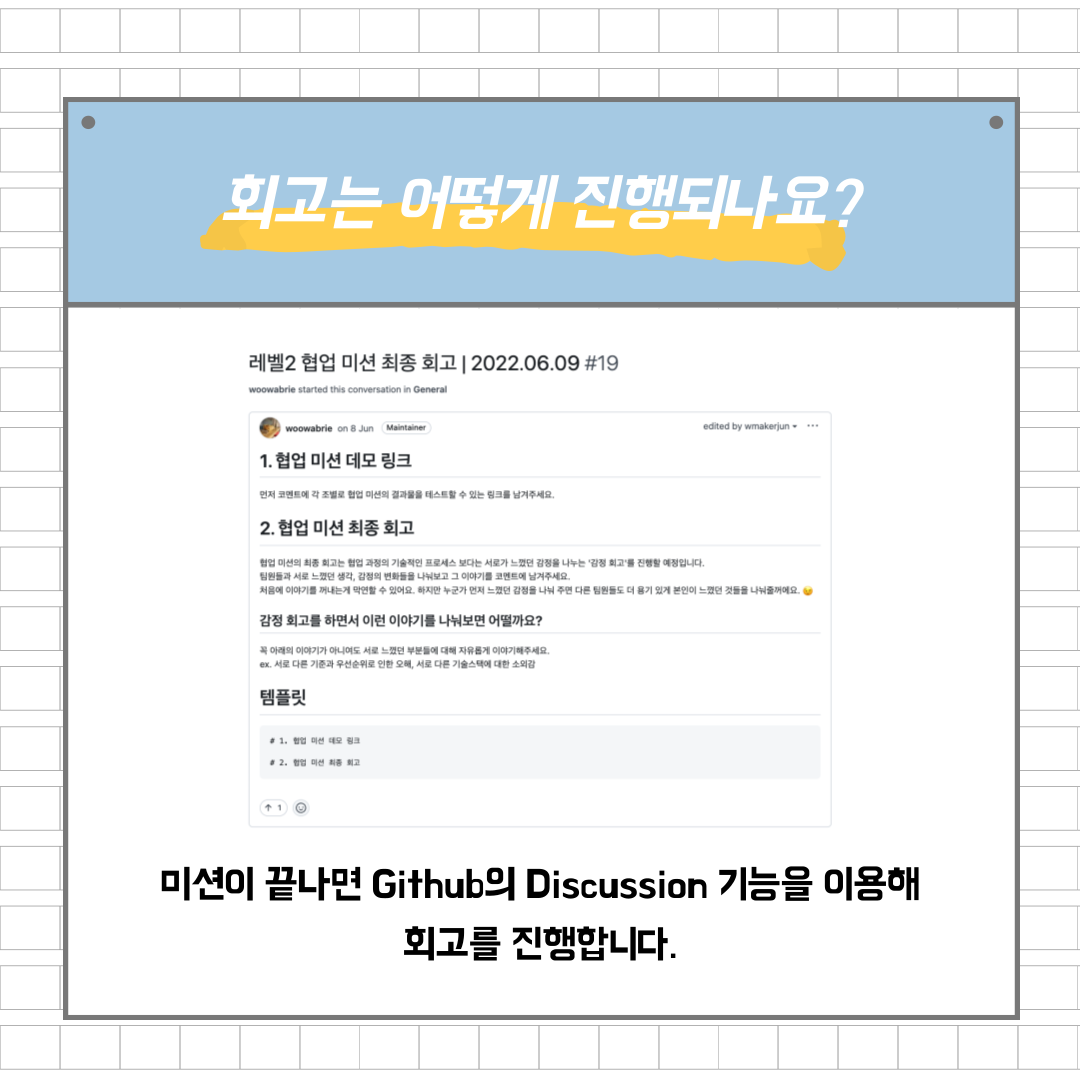 회고는 어떻게 진행되나요?
레벨2 협업 미션 최종 회고 | 2022.06.09 #19
woowabrie started this conversation in General
woowabrie on 8 Jun Maintainer edited by wmakerjun
1. 협업 미션 데모 링크
먼저 코멘트에 각 조별로 협업 미션의 결과물을 테스트할 수 있는 링크를 남겨주세요.
2. 협업 미션 최종 회고
협업 미션의 최종 회고는 협업 과정의 기술적인 프로세스 보다는 서로가 느꼈던 감정을 나누는 '감정 회고'를 진행할 예정입니다.
팀원들과 서로 느꼈던 생각, 감정의 변화들을 나눠보고 그 이야기를 코멘트에 남겨주세요.
처음에 이야기를 꺼내는게 막연할 수 있어요. 하지만 누군가 먼저 느꼈던 감정을 나눠 주면 다른 팀원들도 더 용기 있게 본인이 느꼈던 것들을 나눠줄꺼에요. 😉
감정 회고를 하면서 이런 이야기를 나눠보면 어떨까요?
꼭 아래의 이야기가 아니여도 서로 느꼈던 부분들에 대해 자유롭게 이야기해주세요.
ex. 서로 다른 기준과 우선순위로 인한 오해, 서로 다른 기술스택에 대한 소외감
템플릿
# 1. 협업 미션 데모 링크
# 2. 협업 미션 최종 회고
↑ 1
미션이 끝나면 Github의 Discussion 기능을 이용해
회고를 진행합니다.